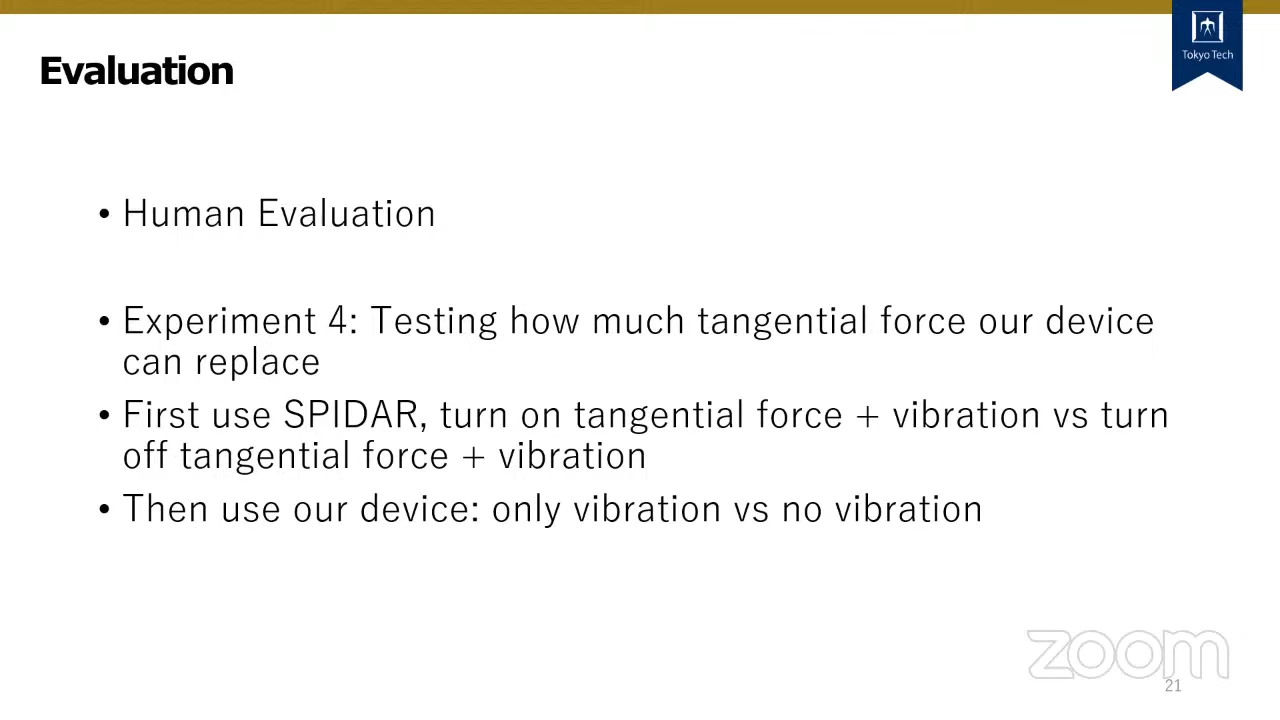 Tokyo Tech
Evaluation
• Human Evaluation
• Experiment 4: Testing how much tangential force our device
can replace
• First use SPIDAR, turn on tangential force + vibration vs turn
off tangential force + vibration
• Then use our device: only vibration vs no vibration
zoom
21